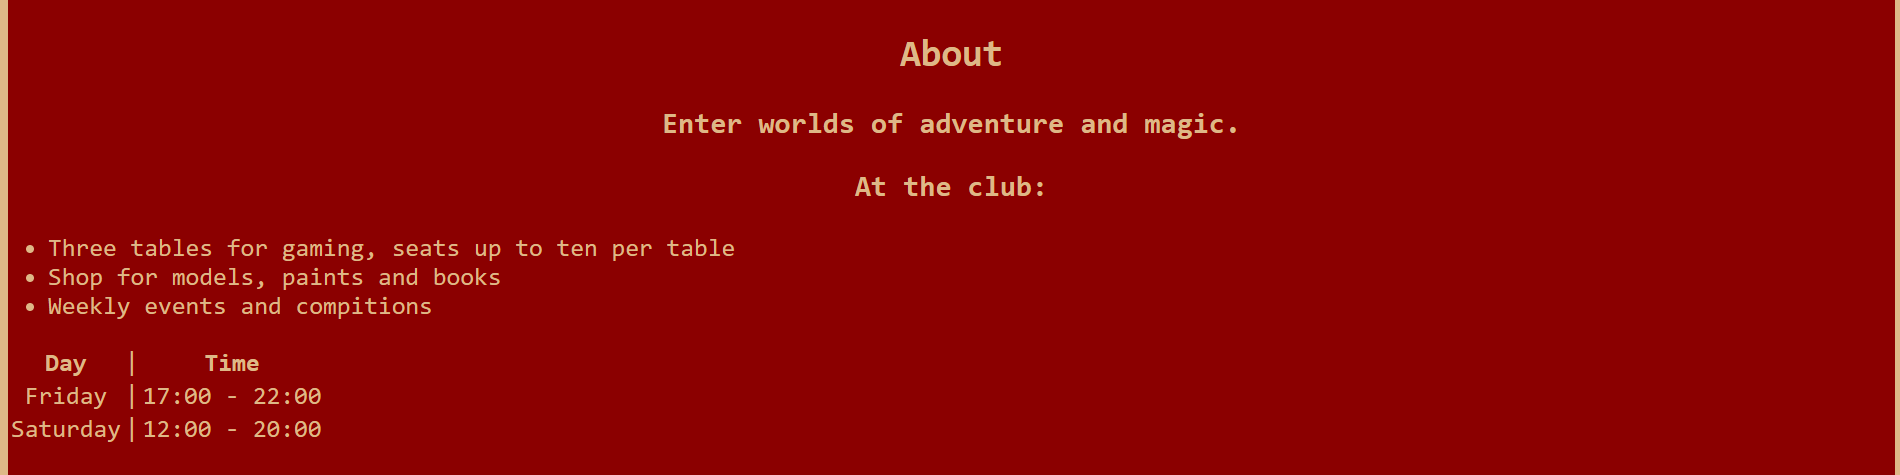 About
Enter worlds of adventure and magic.
At the club:
• Three tables for gaming, seats up to ten per table
• Shop for models, paints and books
• Weekly events and compitions
Day | Time
Friday | 17:00 - 22:00
Saturday | 12:00 - 20:00